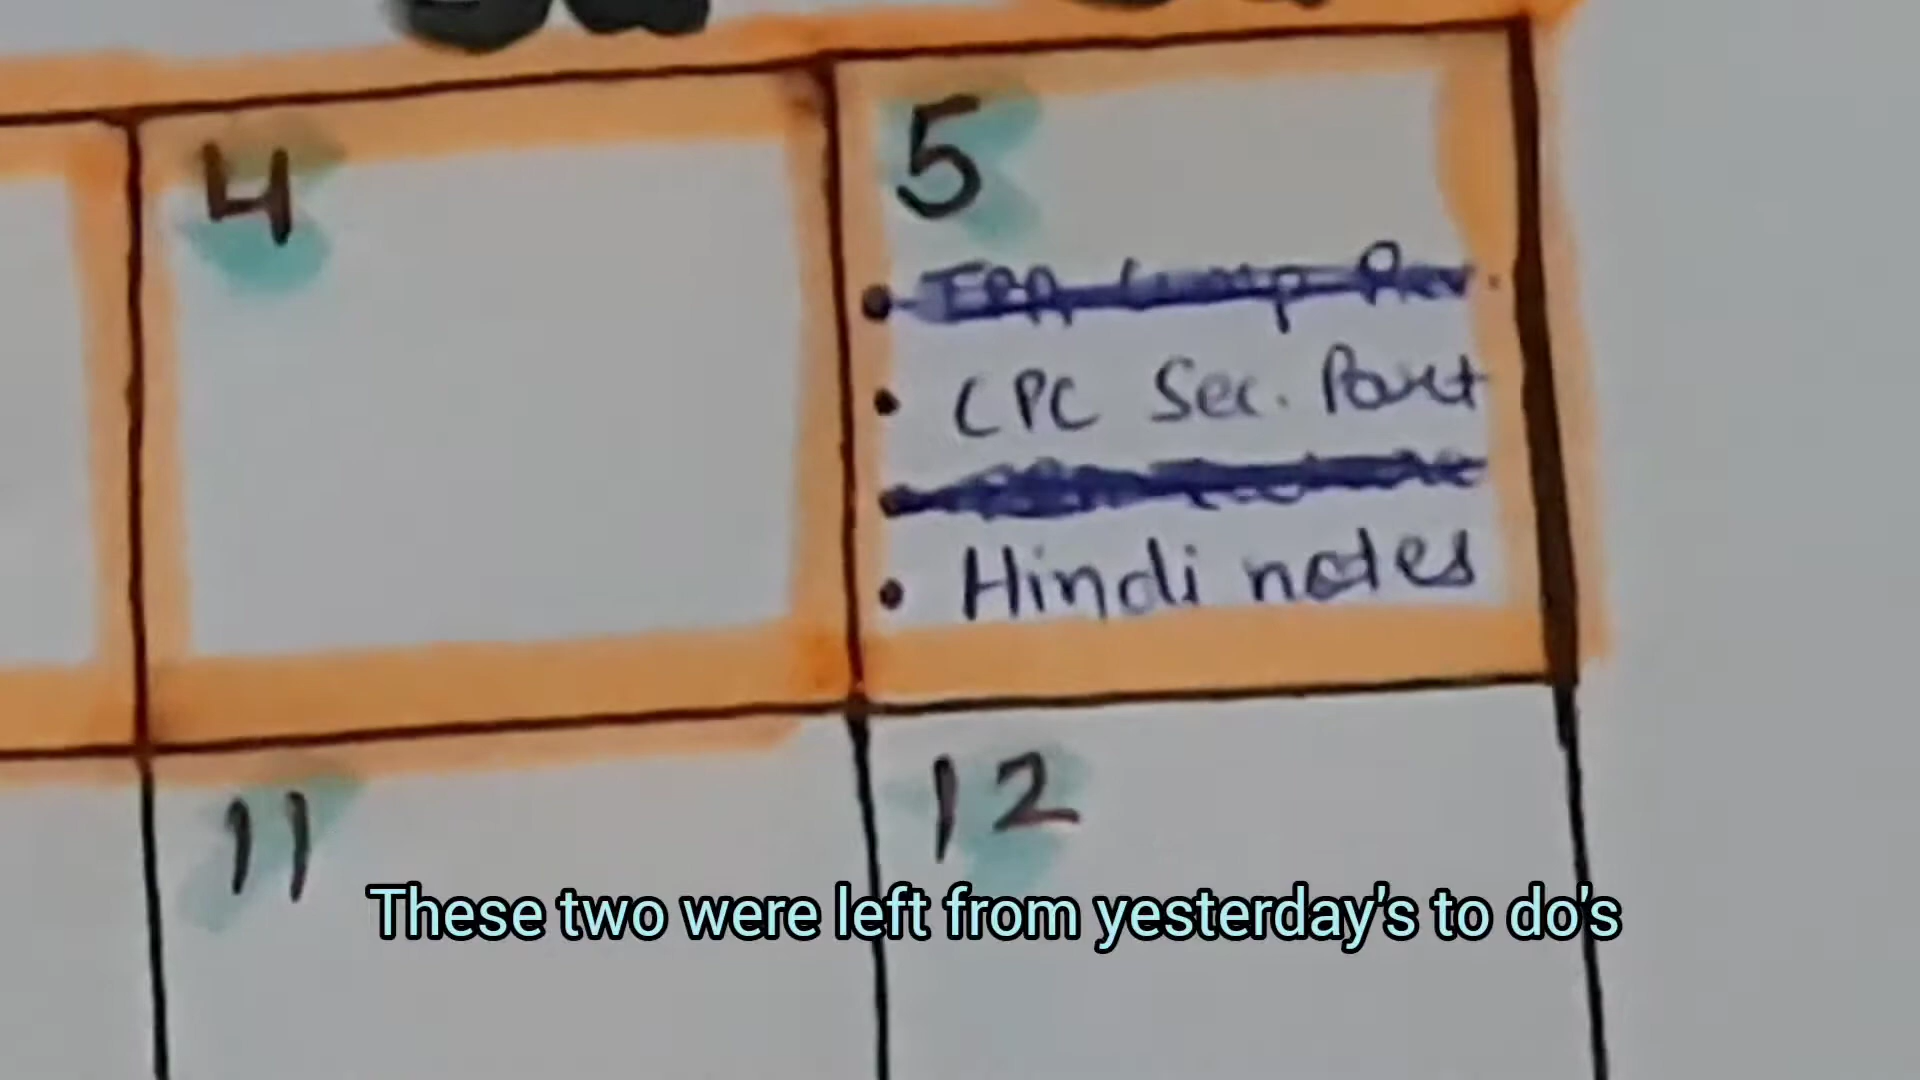 4
5
• CPC Sec. Part
• Hindi notes
11
12
These two were left from yesterday's to do's